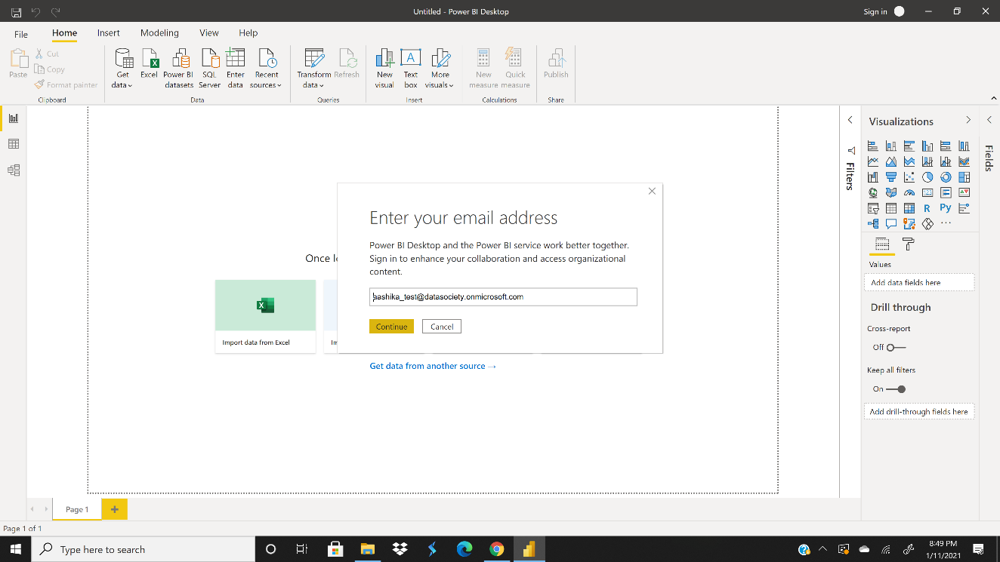 Untitled - Power BI Desktop
Sign in
File
Home
Insert
Modeling
View
Help
Paste
Cut
Copy
Format painter
Clipboard
Get
data
Excel
Power BI
datasets
SQL
Server
Enter
data
Recent
sources
Data
Transform
data
Refresh
Queries
New
visual
A
Text
box
More
visuals
Insert
New
measure
Quick
measure
Calculations
Publish
Share
Filters
Visualizations
Fields
R
Py
Values
Add data fields here
Drill through
Cross-report
Off
Keep all filters
On
Add drill-through fields here
Once l
Enter your email address
Power BI Desktop and the Power BI service work better together.
Sign in to enhance your collaboration and access organizational
content.
aashika_test@datasociety.onmicrosoft.com
Continue
Cancel
Import data from Excel
Im
Get data from another source →
Page 1
Page 1 of 1
Type here to search
8:49 PM
1/11/2021